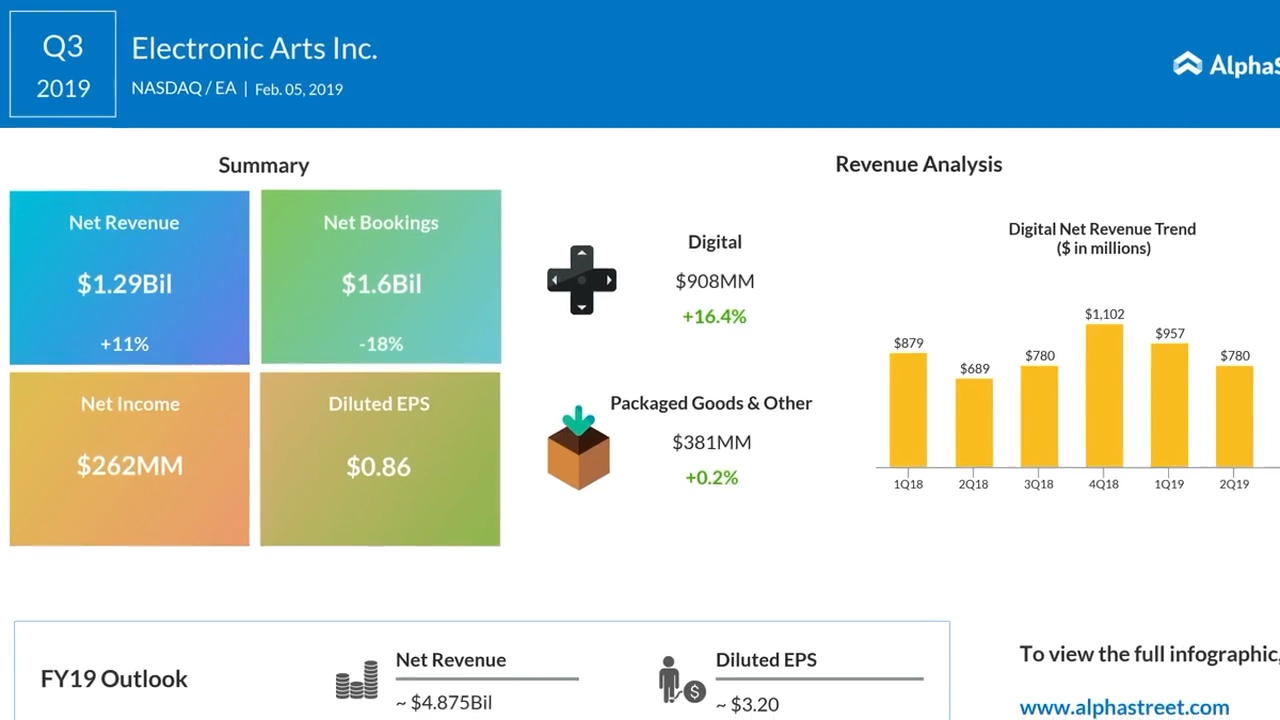 Q3
2019
Electronic Arts Inc.
NASDAQ / EA | Feb. 05, 2019
AlphaS
Summary
Net Revenue
$1.29Bil
+11%
Net Bookings
$1.6Bil
-18%
Net Income
$262MM
Diluted EPS
$0.86
Revenue Analysis
Digital
$908MM
+16.4%
Packaged Goods & Other
$381MM
+0.2%
Digital Net Revenue Trend
($ in millions)
$879
$689
$780
$1,102
$957
$780
1Q18
2Q18
3Q18
4Q18
1Q19
2Q19
FY19 Outlook
Net Revenue
~ $4.875Bil
Diluted EPS
~ $3.20
To view the full infographic,
www.alphastreet.com